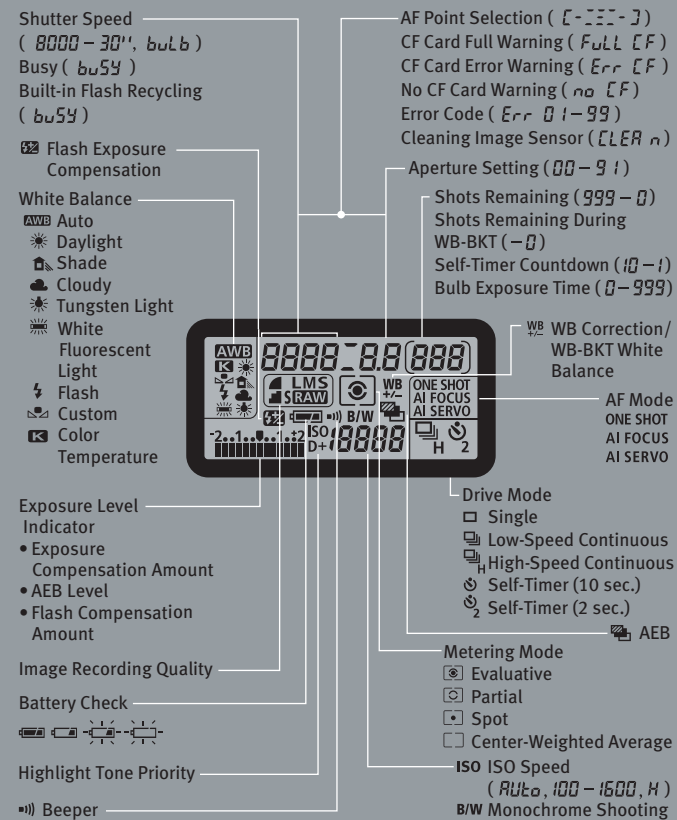 Shutter Speed
( 8000 – 30'', buLb )
Busy ( buSY )
Built-in Flash Recycling
( buSY )
Flash Exposure
Compensation
White Balance
AWB Auto
Daylight
Shade
Cloudy
Tungsten Light
White
Fluorescent
Light
Flash
Custom
K Color
Temperature
Exposure Level
Indicator
• Exposure
Compensation Amount
• AEB Level
• Flash Compensation
Amount
Image Recording Quality
Battery Check
Highlight Tone Priority
Beeper
AWB 8888 8.8 (888)
K
LMS
SRAW
WB
+/-
ONE SHOT
AI FOCUS
AI SERVO
B/W
-2..1..▼..1..+2
ISO
D+ 18888
H 2
AF Point Selection ( [----] )
CF Card Full Warning ( FuLL CF )
CF Card Error Warning ( Err CF )
No CF Card Warning ( no CF )
Error Code ( Err 01 – 99 )
Cleaning Image Sensor ( CLEA n )
Aperture Setting ( 00 – 91 )
Shots Remaining ( 999 – 0 )
Shots Remaining During
WB-BKT ( – 0 )
Self-Timer Countdown ( 10 – 1 )
Bulb Exposure Time ( 0 – 999 )
WB +/- WB Correction/
WB-BKT White
Balance
AF Mode
ONE SHOT
AI FOCUS
AI SERVO
Drive Mode
Single
Low-Speed Continuous
H High-Speed Continuous
Self-Timer (10 sec.)
2 Self-Timer (2 sec.)
AEB
Metering Mode
Evaluative
Partial
Spot
Center-Weighted Average
ISO ISO Speed
( AUto, 100 – 1600, H )
B/W Monochrome Shooting